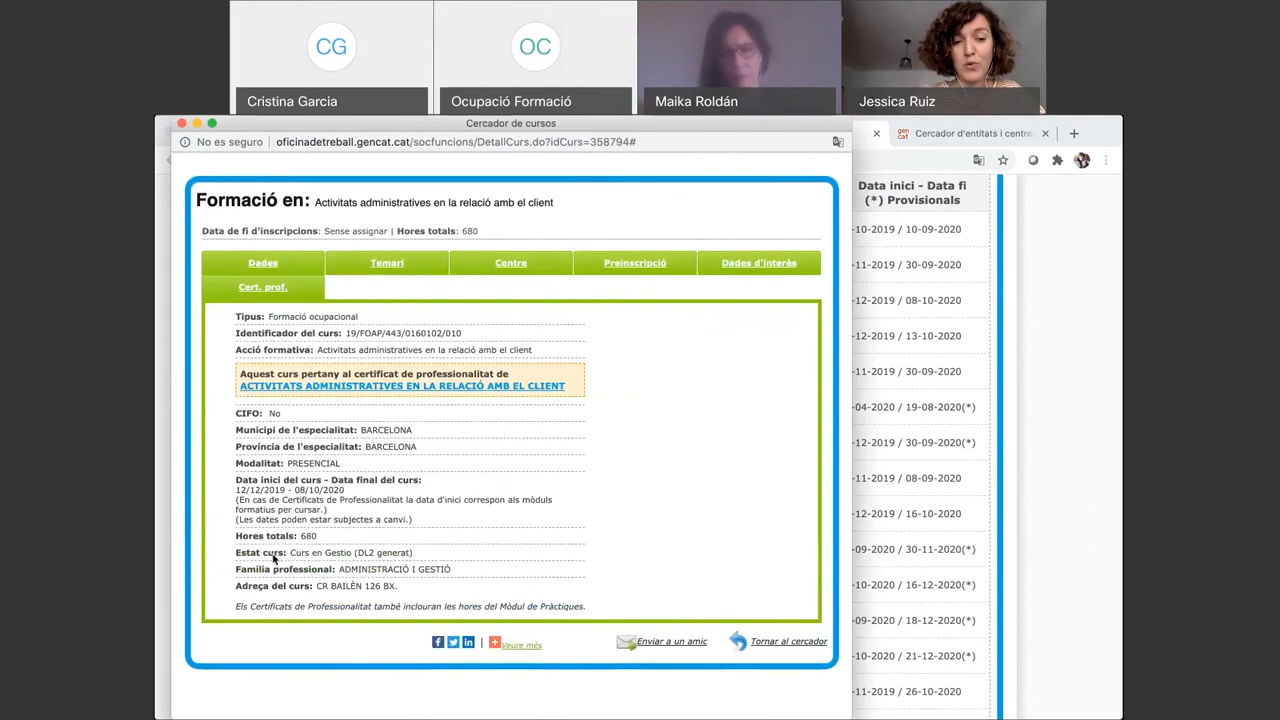 CG
OC
Cristina Garcia
Ocupació Formació
Maika Roldán
Jessica Ruiz
Cercador de cursos
No es seguro | oficinadetreball.gencat.cat/socfuncions/DetallCurs.do?idCurs=358794#
gen cat Cercador d'entitats i centre
Formació en: Activitats administratives en la relació amb el client
Data de fi d'inscripcions: Sense assignar | Hores totals: 680
Dades
Temari
Centre
Preinscripció
Dades d'interès
Cert. prof.
Tipus: Formació ocupacional
Identificador del curs: 19/FOAP/443/0160102/010
Acció formativa: Activitats administratives en la relació amb el client
Aquest curs pertany al certificat de professionalitat de
ACTIVITATS ADMINISTRATIVES EN LA RELACIÓ AMB EL CLIENT
CIFO: No
Municipi de l'especialitat: BARCELONA
Província de l'especialitat: BARCELONA
Modalitat: PRESENCIAL
Data inici del curs - Data final del curs:
12/12/2019 - 08/10/2020
(En cas de Certificats de Professionalitat la data d'inici correspon als mòduls
formatius per cursar.)
(Les dates poden estar subjectes a canvi.)
Hores totals: 680
Estat curs: Curs en Gestio (DL2 generat)
Família professional: ADMINISTRACIÓ I GESTIÓ
Adreça del curs: CR BAILÈN 126 BX.
Els Certificats de Professionalitat també inclouran les hores del Mòdul de Pràctiques.
Veure més
Enviar a un amic
Tornar al cercador
Data inici - Data fi
(*) Provisionals
-10-2019 / 10-09-2020
-11-2019 / 30-09-2020
-12-2019 / 08-10-2020
-12-2019 / 13-10-2020
-11-2019 / 30-09-2020
-04-2020 / 19-08-2020(*)
-12-2019 / 30-09-2020(*)
-11-2019 / 08-09-2020
-12-2019 / 16-10-2020
-09-2020 / 30-11-2020(*)
-10-2020 / 16-12-2020(*)
-09-2020 / 18-12-2020(*)
-10-2020 / 21-12-2020(*)
-11-2019 / 26-10-2020